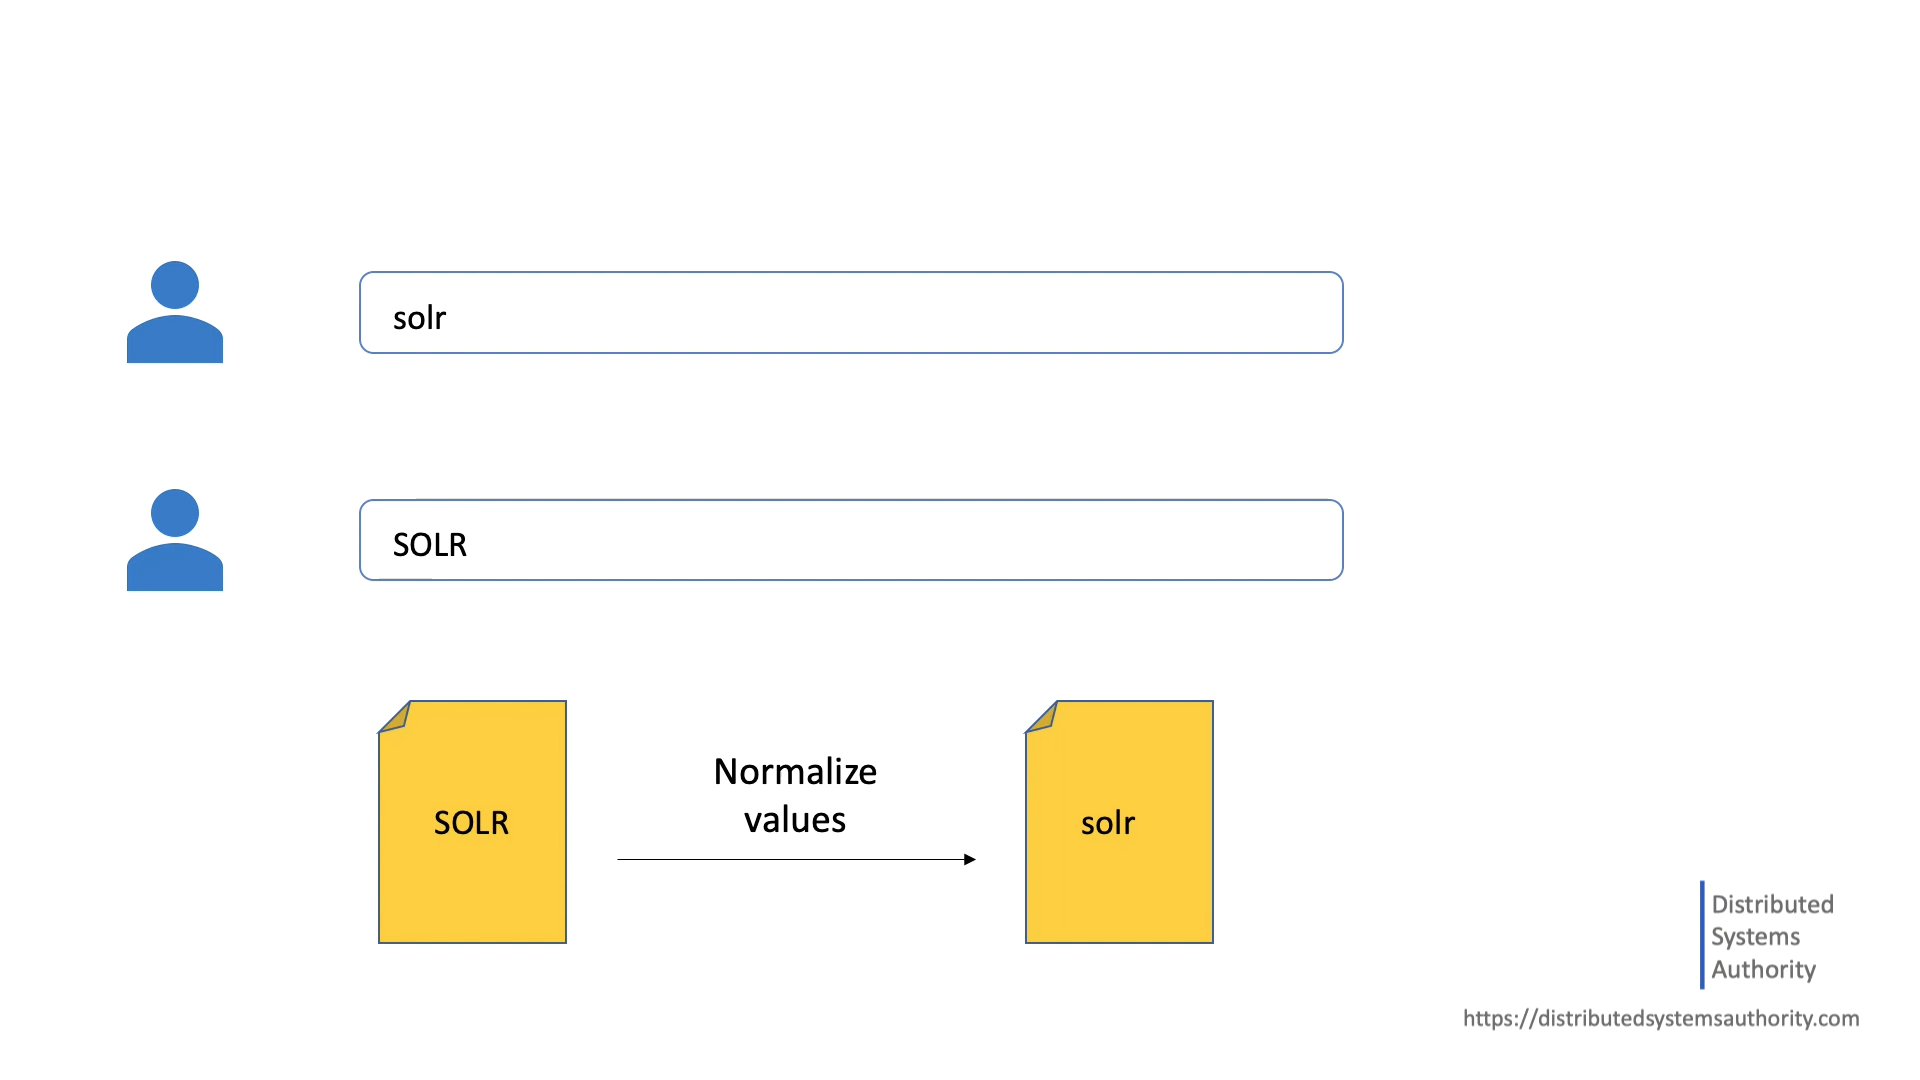 solr
SOLR
SOLR
Normalize
values
solr
Distributed
Systems
Authority
https://distributedsystemsauthority.com